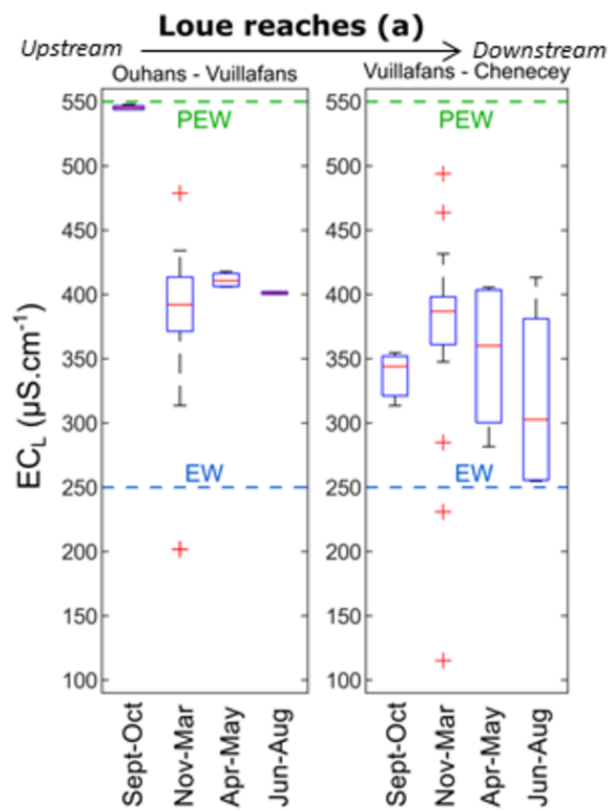 Loue reaches (a)
Upstream
Downstream
Ouhans - Vuillafans
Vuillafans - Chenecey
ECL (µS.cm-1)
550
500
450
400
350
300
250
200
150
100
PEW
EW
Sept-Oct
Nov-Mar
Apr-May
Jun-Aug
550
500
450
400
350
300
250
200
150
100
PEW
EW
Sept-Oct
Nov-Mar
Apr-May
Jun-Aug